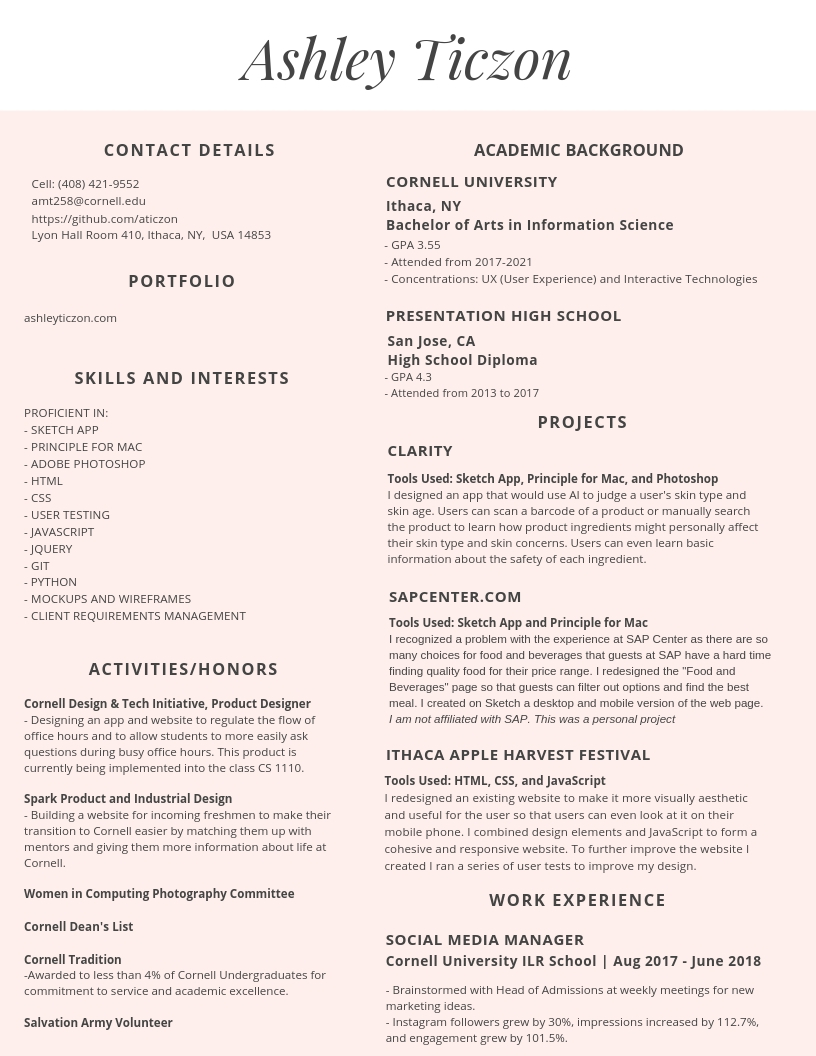 Ashley Ticzon
CONTACT DETAILS
Cell: (408) 421-9552
amt258@cornell.edu
https://github.com/aticzon
Lyon Hall Room 410, Ithaca, NY,  USA 14853
PORTFOLIO
ashleyticzon.com
SKILLS AND INTERESTS
PROFICIENT IN:
- SKETCH APP
- PRINCIPLE FOR MAC
- ADOBE PHOTOSHOP
- HTML
- CSS
- USER TESTING
- JAVASCRIPT
- JQUERY
- GIT
- PYTHON
- MOCKUPS AND WIREFRAMES
- CLIENT REQUIREMENTS MANAGEMENT
ACTIVITIES/HONORS
Cornell Design & Tech Initiative, Product Designer
- Designing an app and website to regulate the flow of
office hours and to allow students to more easily ask
questions during busy office hours. This product is
currently being implemented into the class CS 1110.
Spark Product and Industrial Design
- Building a website for incoming freshmen to make their
transition to Cornell easier by matching them up with
mentors and giving them more information about life at
Cornell.
Women in Computing Photography Committee
Cornell Dean's List
Cornell Tradition
-Awarded to less than 4% of Cornell Undergraduates for
commitment to service and academic excellence.
Salvation Army Volunteer
ACADEMIC BACKGROUND
CORNELL UNIVERSITY
Ithaca, NY
Bachelor of Arts in Information Science
- GPA 3.55
- Attended from 2017-2021
- Concentrations: UX (User Experience) and Interactive Technologies
PRESENTATION HIGH SCHOOL
San Jose, CA
High School Diploma
- GPA 4.3
- Attended from 2013 to 2017
PROJECTS
CLARITY
Tools Used: Sketch App, Principle for Mac, and Photoshop
I designed an app that would use AI to judge a user's skin type and
skin age. Users can scan a barcode of a product or manually search
the product to learn how product ingredients might personally affect
their skin type and skin concerns. Users can even learn basic
information about the safety of each ingredient.
SAPCENTER.COM
Tools Used: Sketch App and Principle for Mac
I recognized a problem with the experience at SAP Center as there are so
many choices for food and beverages that guests at SAP have a hard time
finding quality food for their price range. I redesigned the "Food and
Beverages" page so that guests can filter out options and find the best
meal. I created on Sketch a desktop and mobile version of the web page.
I am not affiliated with SAP. This was a personal project
ITHACA APPLE HARVEST FESTIVAL
Tools Used: HTML, CSS, and JavaScript
I redesigned an existing website to make it more visually aesthetic
and useful for the user so that users can even look at it on their
mobile phone. I combined design elements and JavaScript to form a
cohesive and responsive website. To further improve the website I
created I ran a series of user tests to improve my design.
WORK EXPERIENCE
SOCIAL MEDIA MANAGER
Cornell University ILR School | Aug 2017 - June 2018
- Brainstormed with Head of Admissions at weekly meetings for new
marketing ideas.
- Instagram followers grew by 30%, impressions increased by 112.7%,
and engagement grew by 101.5%.